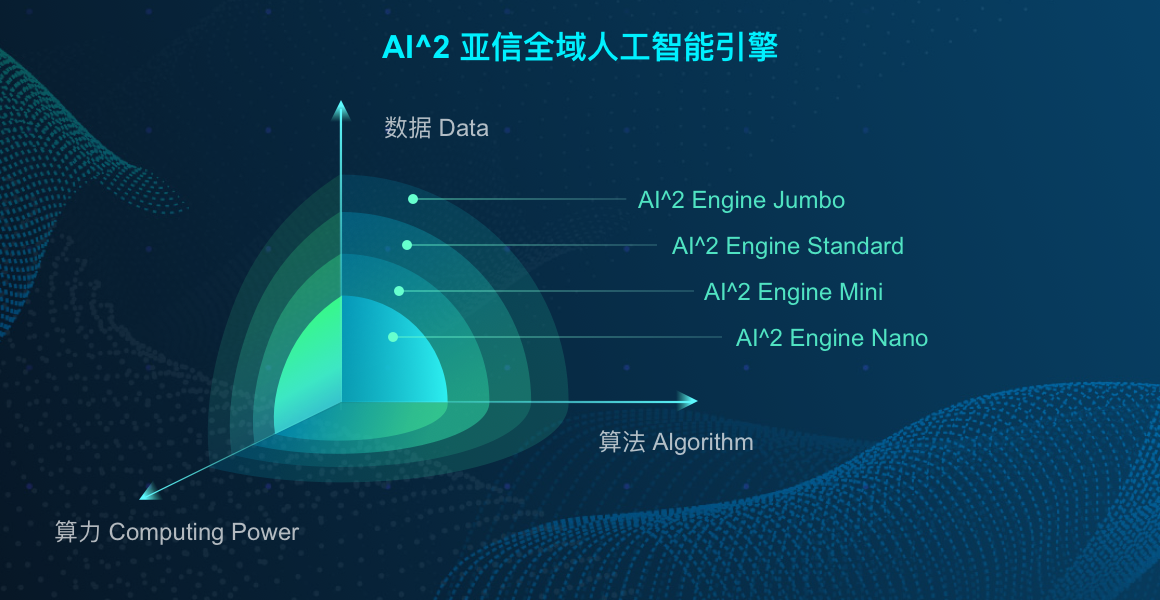 AI^2 亚信全域人工智能引擎
数据 Data
AI^2 Engine Jumbo
AI^2 Engine Standard
AI^2 Engine Mini
AI^2 Engine Nano
算法 Algorithm
算力 Computing Power